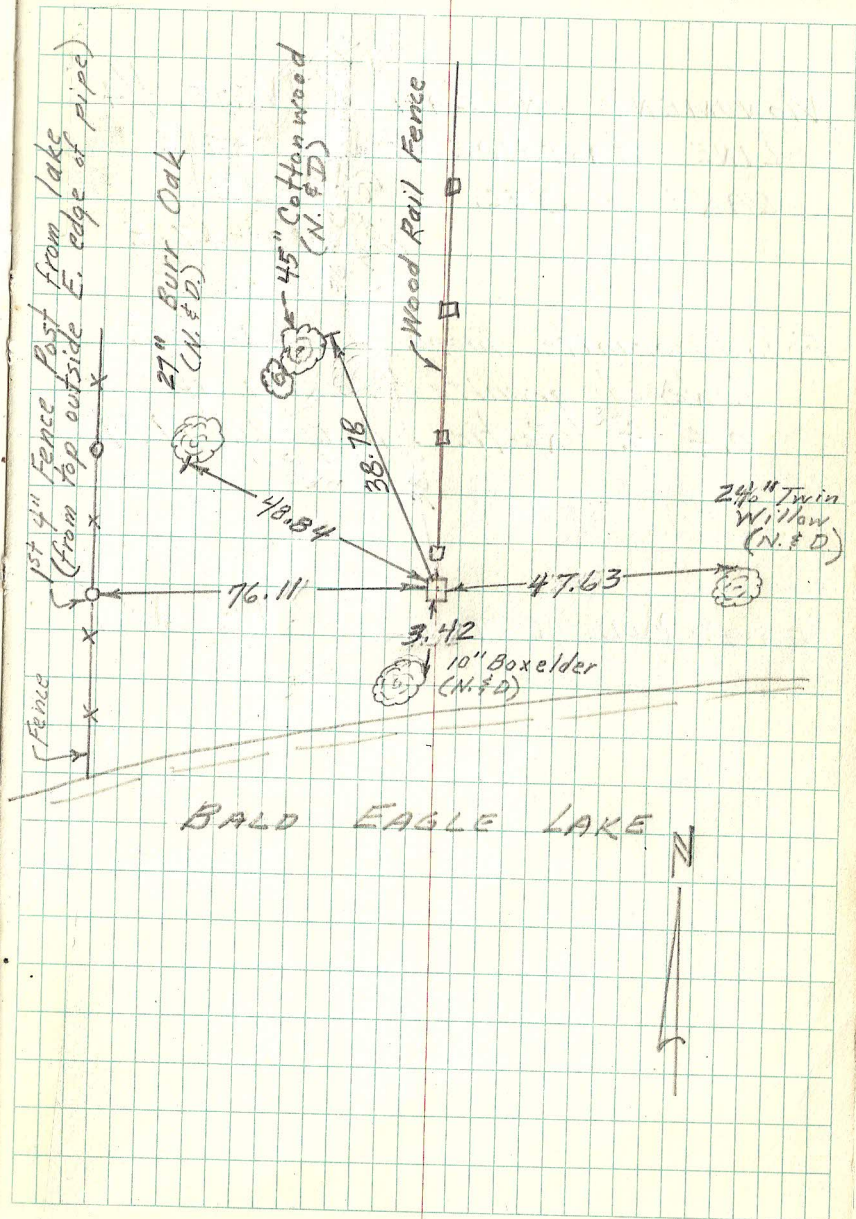 1st 4" Fence Post from lake
(from top outside E. edge of pipe)
27" Burr Oak
(N. & D.)
45" Cottonwood
(N. & D.)
Wood Rail Fence
38.78
48.84
24" Twin
Willow
(N. & D.)
76.11
47.63
3.42
10" Boxelder
(N. & D)
Fence
BALD EAGLE LAKE
N